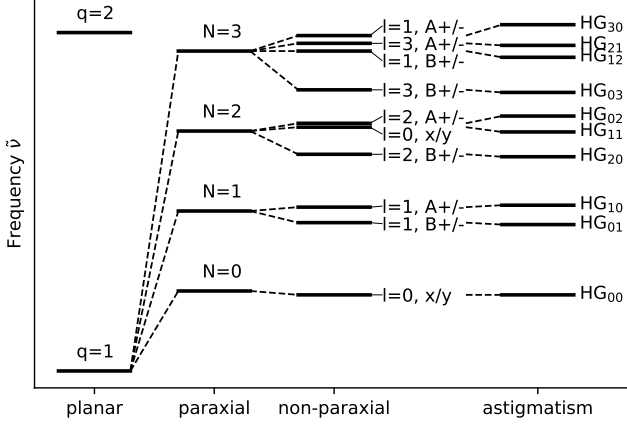 q=2
N=3
l=1, A+/-
l=3, A+/-
l=1, B+/-
l=3, B+/-
HG30
HG21
HG12
HG03
N=2
l=2, A+/-
l=0, x/y
l=2, B+/-
HG02
HG11
HG20
N=1
l=1, A+/-
l=1, B+/-
HG10
HG01
N=0
l=0, x/y
HG00
q=1
Frequency ν̃
planar
paraxial
non-paraxial
astigmatism